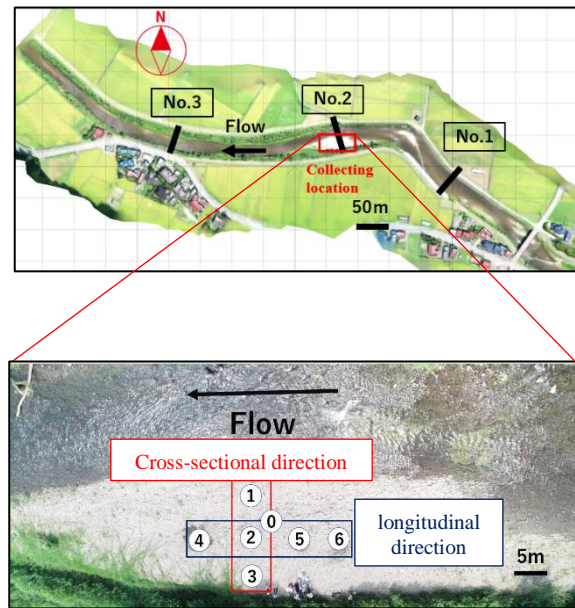 N
No.3
No.2
No.1
Flow
Collecting
location
50m
Flow
Cross-sectional direction
1
0
4
2
5
6
3
longitudinal
direction
5m